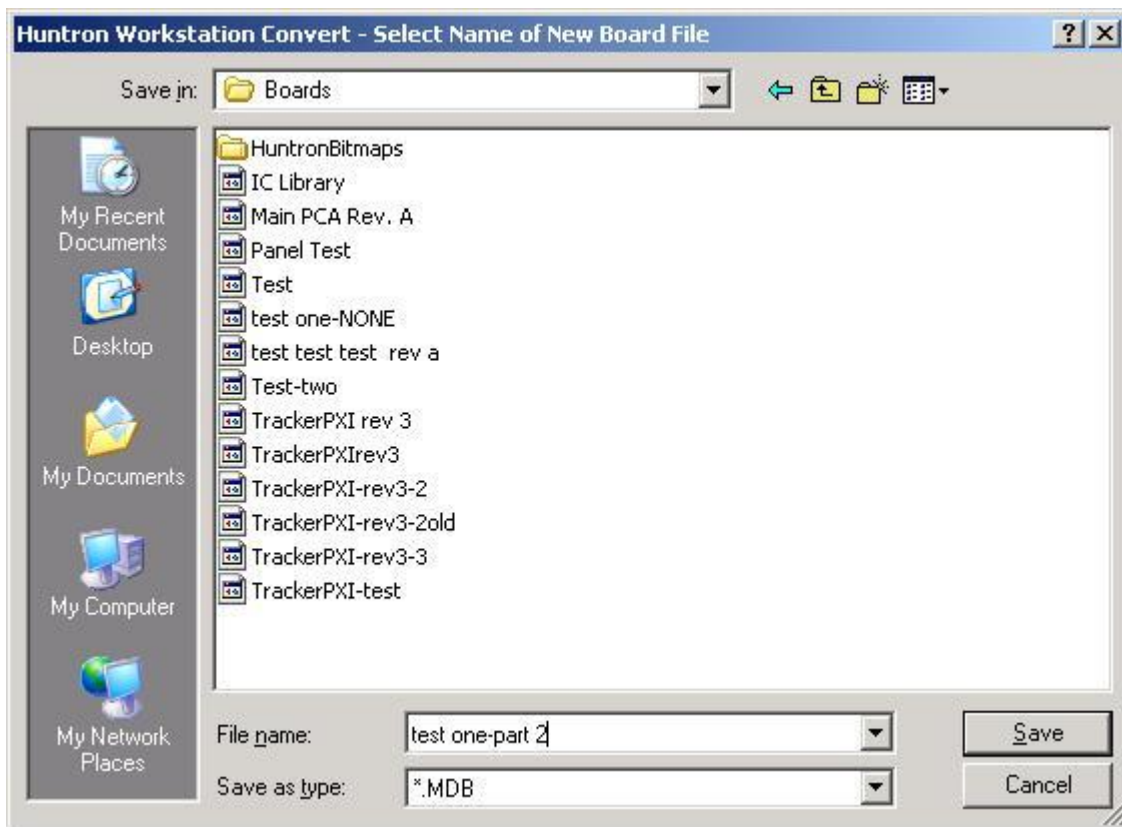 Huntron Workstation Convert - Select Name of New Board File
Save in:
Boards
My Recent
Documents
Desktop
My Documents
My Computer
My Network
Places
HuntronBitmaps
IC Library
Main PCA Rev. A
Panel Test
Test
test one-NONE
test test test  rev a
Test-two
TrackerPXI rev 3
TrackerPXIrev3
TrackerPXI-rev3-2
TrackerPXI-rev3-2old
TrackerPXI-rev3-3
TrackerPXI-test
File name:
test one-part 2
Save
Save as type:
*.MDB
Cancel